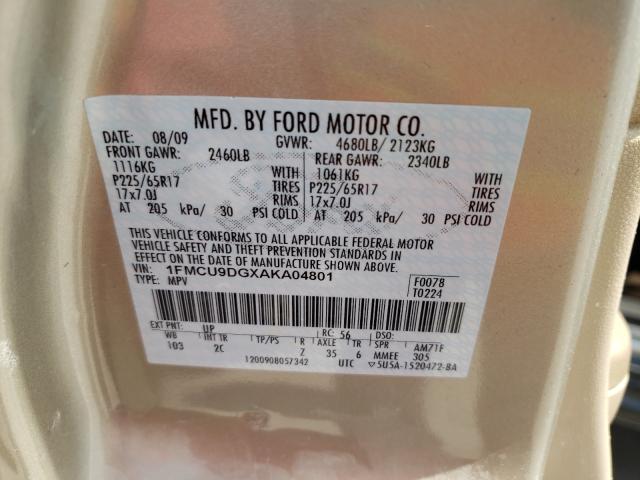 MFD. BY FORD MOTOR CO.
DATE: 08/09 GVWR: 4680LB/ 2123KG
FRONT GAWR: 2460LB REAR GAWR: 2340LB
1116KG WITH 1061KG WITH
P225/65R17 TIRES P225/65R17 TIRES
17x7.0J RIMS 17x7.0J RIMS
AT 205 kPa/ 30 PSI COLD AT 205 kPa/ 30 PSI COLD
THIS VEHICLE CONFORMS TO ALL APPLICABLE FEDERAL MOTOR
VEHICLE SAFETY AND THEFT PREVENTION STANDARDS IN
EFFECT ON THE DATE OF MANUFACTURE SHOWN ABOVE.
VIN: 1FMCU9DGXAKA04801
TYPE: MPV
F0078
T0224
EXT PNT: UP RC: 56 DSO:
WB INT TR TP/PS R AXLE TR SPR AM71F
103 2C Z 35 6 MMEE 305
1200908057342 UTC ▽5U5A-1520472-BA